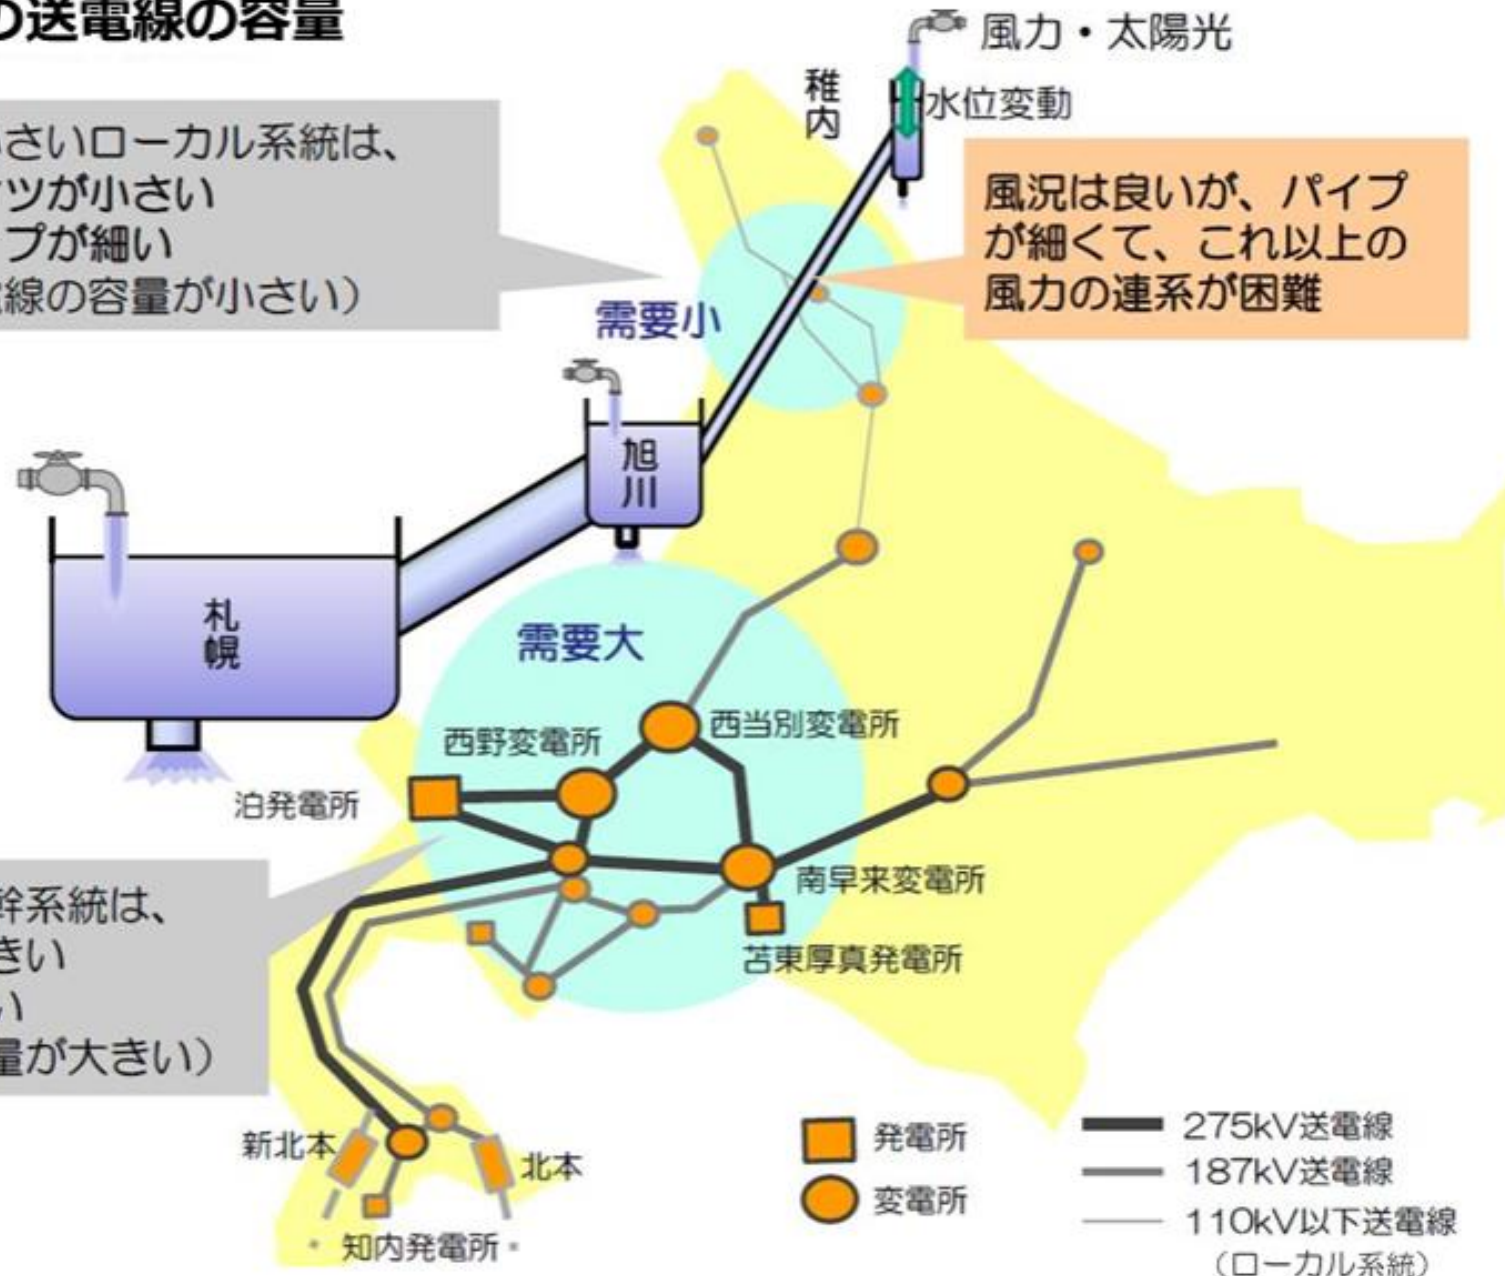 の送電線の容量
風力・太陽光
稚内
水位変動
さいローカル系統は、
ツが小さい
プが細い
線の容量が小さい）
風況は良いが、パイプ
が細くて、これ以上の
風力の連系が困難
需要小
旭川
札幌
需要大
西野変電所
西当別変電所
泊発電所
南早来変電所
苫東厚真発電所
幹系統は、
きい
い
量が大きい）
新北本
北本
知内発電所
発電所
変電所
275kV送電線
187kV送電線
110kV以下送電線
（ローカル系統）